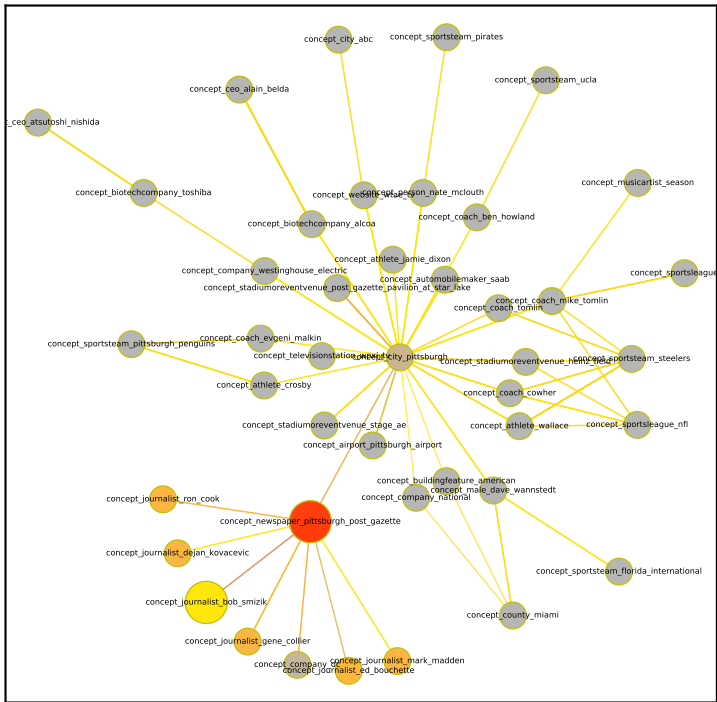 concept_sportsteam_pirates
concept_city_abc
concept_sportsteam_ucla
concept_ceo_alain_belda
t_ceo_atsutoshi_nishida
concept_musicartist_season
concept_biotechcompany_toshiba
concept_person_nate_mclouth
concept_coach_ben_howland
concept_biotechcompany_alcoa
concept_athlete_jamie_dixon
concept_company_westinghouse_electric
concept_sportsleague
concept_automobilemaker_saab
concept_stadiumoreventvenue_post_gazette_pavilion_at_star_lake
concept_coach_mike_tomlin
concept_coach_tomlin
concept_coach_evgeni_malkin
concept_sportsteam_pittsburgh_penguins
concept_city_pittsburgh
concept_sportsteam_steelers
concept_stadiumoreventvenue_heinz_field
concept_athlete_crosby
concept_coach_cowher
concept_stadiumoreventvenue_stage_ae
concept_athlete_wallace
concept_sportsleague_nfl
concept_airport_pittsburgh_airport
concept_buildingfeature_american
concept_male_dave_wannstedt
concept_company_national
concept_journalist_ron_cook
concept_newspaper_pittsburgh_post_gazette
concept_journalist_dejan_kovacevic
concept_sportsteam_florida_international
concept_journalist_bob_smizik
concept_county_miami
concept_journalist_gene_collier
concept_journalist_mark_madden
concept_company_dc
concept_journalist_ed_bouchette